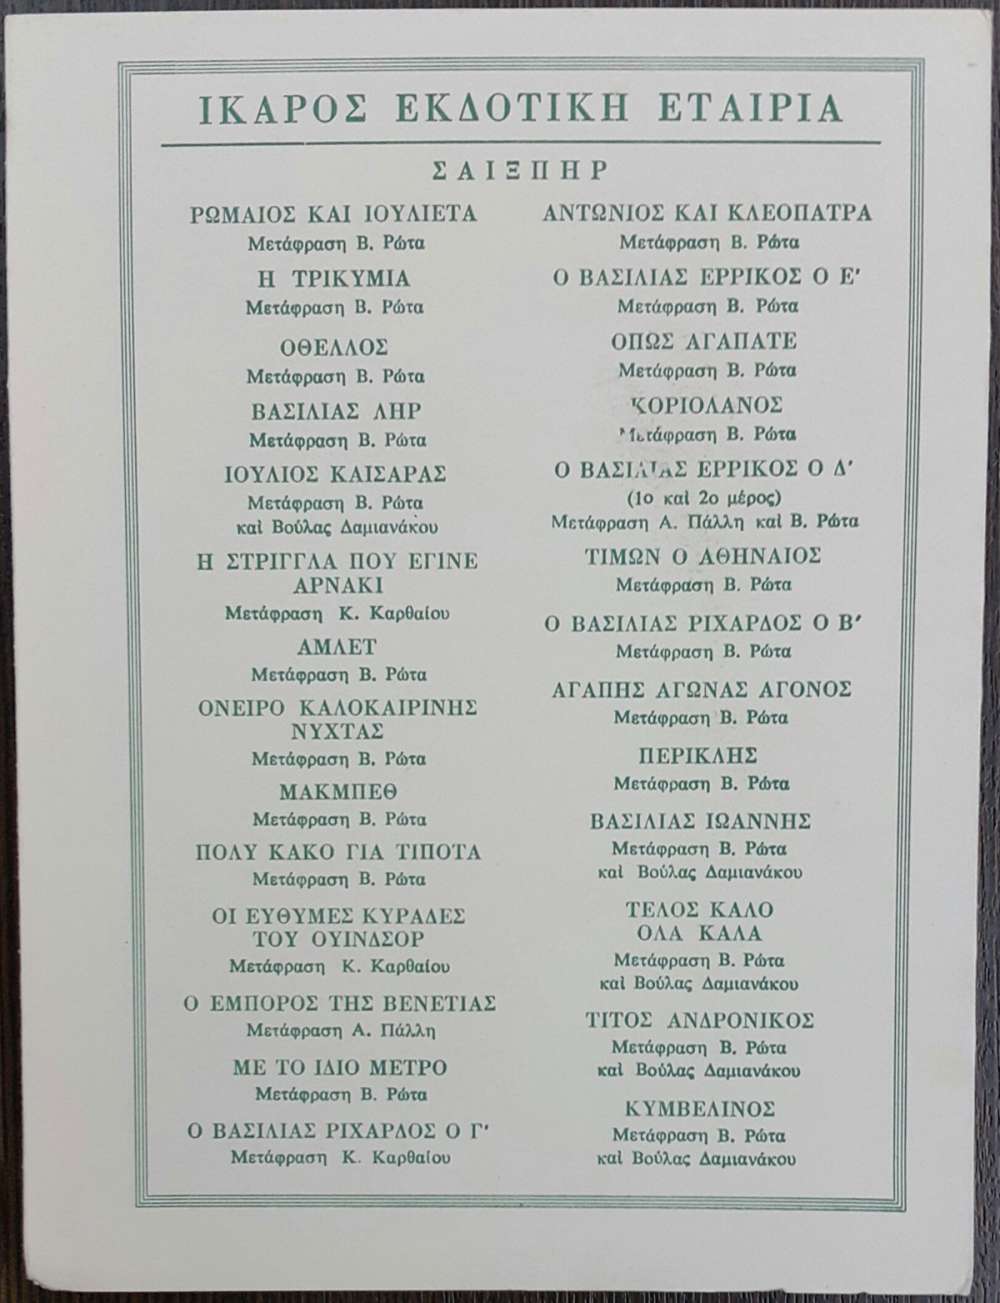 ΙΚΑΡΟΣ ΕΚΔΟΤΙΚΗ ΕΤΑΙΡΙΑ
ΣΑΙΞΠΗΡ
ΡΩΜΑΙΟΣ ΚΑΙ ΙΟΥΛΙΕΤΑ
Μετάφραση Β. Ρώτα
Η ΤΡΙΚΥΜΙΑ
Μετάφραση Β. Ρώτα
ΟΘΕΛΛΟΣ
Μετάφραση Β. Ρώτα
ΒΑΣΙΛΙΑΣ ΛΗΡ
Μετάφραση Β. Ρώτα
ΙΟΥΛΙΟΣ ΚΑΙΣΑΡΑΣ
Μετάφραση Β. Ρώτα
καὶ Βούλας Δαμιανάκου
Η ΣΤΡΙΓΓΛΑ ΠΟΥ ΕΓΙΝΕ
ΑΡΝΑΚΙ
Μετάφραση Κ. Καρθαίου
ΑΜΛΕΤ
Μετάφραση Β. Ρώτα
ΟΝΕΙΡΟ ΚΑΛΟΚΑΙΡΙΝΗΣ
ΝΥΧΤΑΣ
Μετάφραση Β. Ρώτα
ΜΑΚΜΠΕΘ
Μετάφραση Β. Ρώτα
ΠΟΛΥ ΚΑΚΟ ΓΙΑ ΤΙΠΟΤΑ
Μετάφραση Β. Ρώτα
ΟΙ ΕΥΘΥΜΕΣ ΚΥΡΑΔΕΣ
ΤΟΥ ΟΥΙΝΔΣΟΡ
Μετάφραση Κ. Καρθαίου
Ο ΕΜΠΟΡΟΣ ΤΗΣ ΒΕΝΕΤΙΑΣ
Μετάφραση Α. Πάλλη
ΜΕ ΤΟ ΙΔΙΟ ΜΕΤΡΟ
Μετάφραση Β. Ρώτα
Ο ΒΑΣΙΛΙΑΣ ΡΙΧΑΡΔΟΣ Ο Γ'
Μετάφραση Κ. Καρθαίου
ΑΝΤΩΝΙΟΣ ΚΑΙ ΚΛΕΟΠΑΤΡΑ
Μετάφραση Β. Ρώτα
Ο ΒΑΣΙΛΙΑΣ ΕΡΡΙΚΟΣ Ο Ε'
Μετάφραση Β. Ρώτα
ΟΠΩΣ ΑΓΑΠΑΤΕ
Μετάφραση Β. Ρώτα
ΚΟΡΙΟΛΑΝΟΣ
Μετάφραση Β. Ρώτα
Ο ΒΑΣΙΛΙΑΣ ΕΡΡΙΚΟΣ Ο Δ'
(1ο καὶ 2ο μέρος)
Μετάφραση Α. Πάλλη καὶ Β. Ρώτα
ΤΙΜΩΝ Ο ΑΘΗΝΑΙΟΣ
Μετάφραση Β. Ρώτα
Ο ΒΑΣΙΛΙΑΣ ΡΙΧΑΡΔΟΣ Ο Β'
Μετάφραση Β. Ρώτα
ΑΓΑΠΗΣ ΑΓΩΝΑΣ ΑΓΟΝΟΣ
Μετάφραση Β. Ρώτα
ΠΕΡΙΚΛΗΣ
Μετάφραση Β. Ρώτα
ΒΑΣΙΛΙΑΣ ΙΩΑΝΝΗΣ
Μετάφραση Β. Ρώτα
καὶ Βούλας Δαμιανάκου
ΤΕΛΟΣ ΚΑΛΟ
ΟΛΑ ΚΑΛΑ
Μετάφραση Β. Ρώτα
καὶ Βούλας Δαμιανάκου
ΤΙΤΟΣ ΑΝΔΡΟΝΙΚΟΣ
Μετάφραση Β. Ρώτα
καὶ Βούλας Δαμιανάκου
ΚΥΜΒΕΛΙΝΟΣ
Μετάφραση Β. Ρώτα
καὶ Βούλας Δαμιανάκου